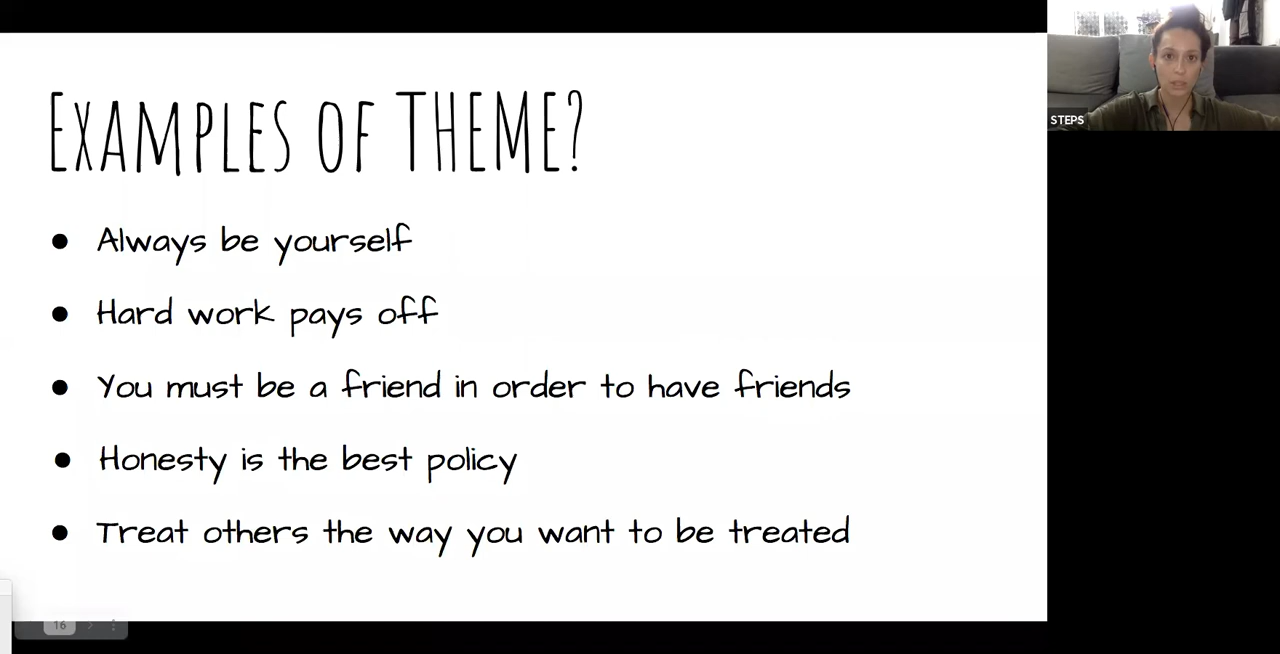 Examples of THEME?
● Always be yourself
● Hard work pays off
● You must be a friend in order to have friends
● Honesty is the best policy
● Treat others the way you want to be treated
STEPS
16